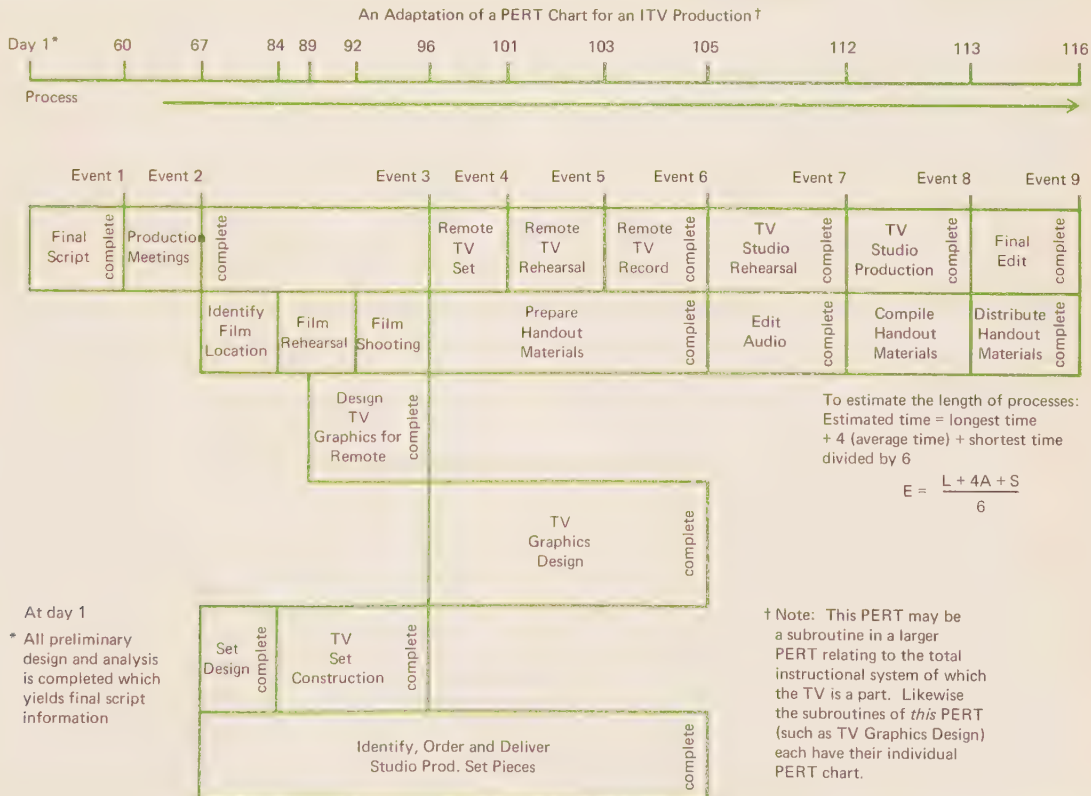 An Adaptation of a PERT Chart for an ITV Production†
Day 1* 60 67 84 89 92 96 101 103 105 112 113 116
Process
Event 1 Event 2 Event 3 Event 4 Event 5 Event 6 Event 7 Event 8 Event 9
Final
Script
complete
Production
Meetings
complete
Remote
TV
Set
Remote
TV
Rehearsal
Remote
TV
Record
complete
TV
Studio
Rehearsal
complete
TV
Studio
Production
complete
Final
Edit
complete
Identify
Film
Location
Film
Rehearsal
Film
Shooting
Prepare
Handout
Materials
complete
Edit
Audio
complete
Compile
Handout
Materials
Distribute
Handout
Materials
complete
Design
TV
Graphics for
Remote
complete
To estimate the length of processes:
Estimated time = longest time
+ 4 (average time) + shortest time
divided by 6
E = L + 4A + S
6
TV
Graphics
Design
complete
At day 1
* All preliminary
design and analysis
is completed which
yields final script
information
Set
Design
complete
TV
Set
Construction
complete
Identify, Order and Deliver
Studio Prod. Set Pieces
complete
† Note: This PERT may be
a subroutine in a larger
PERT relating to the total
instructional system of which
the TV is a part. Likewise
the subroutines of this PERT
(such as TV Graphics Design)
each have their individual
PERT chart.